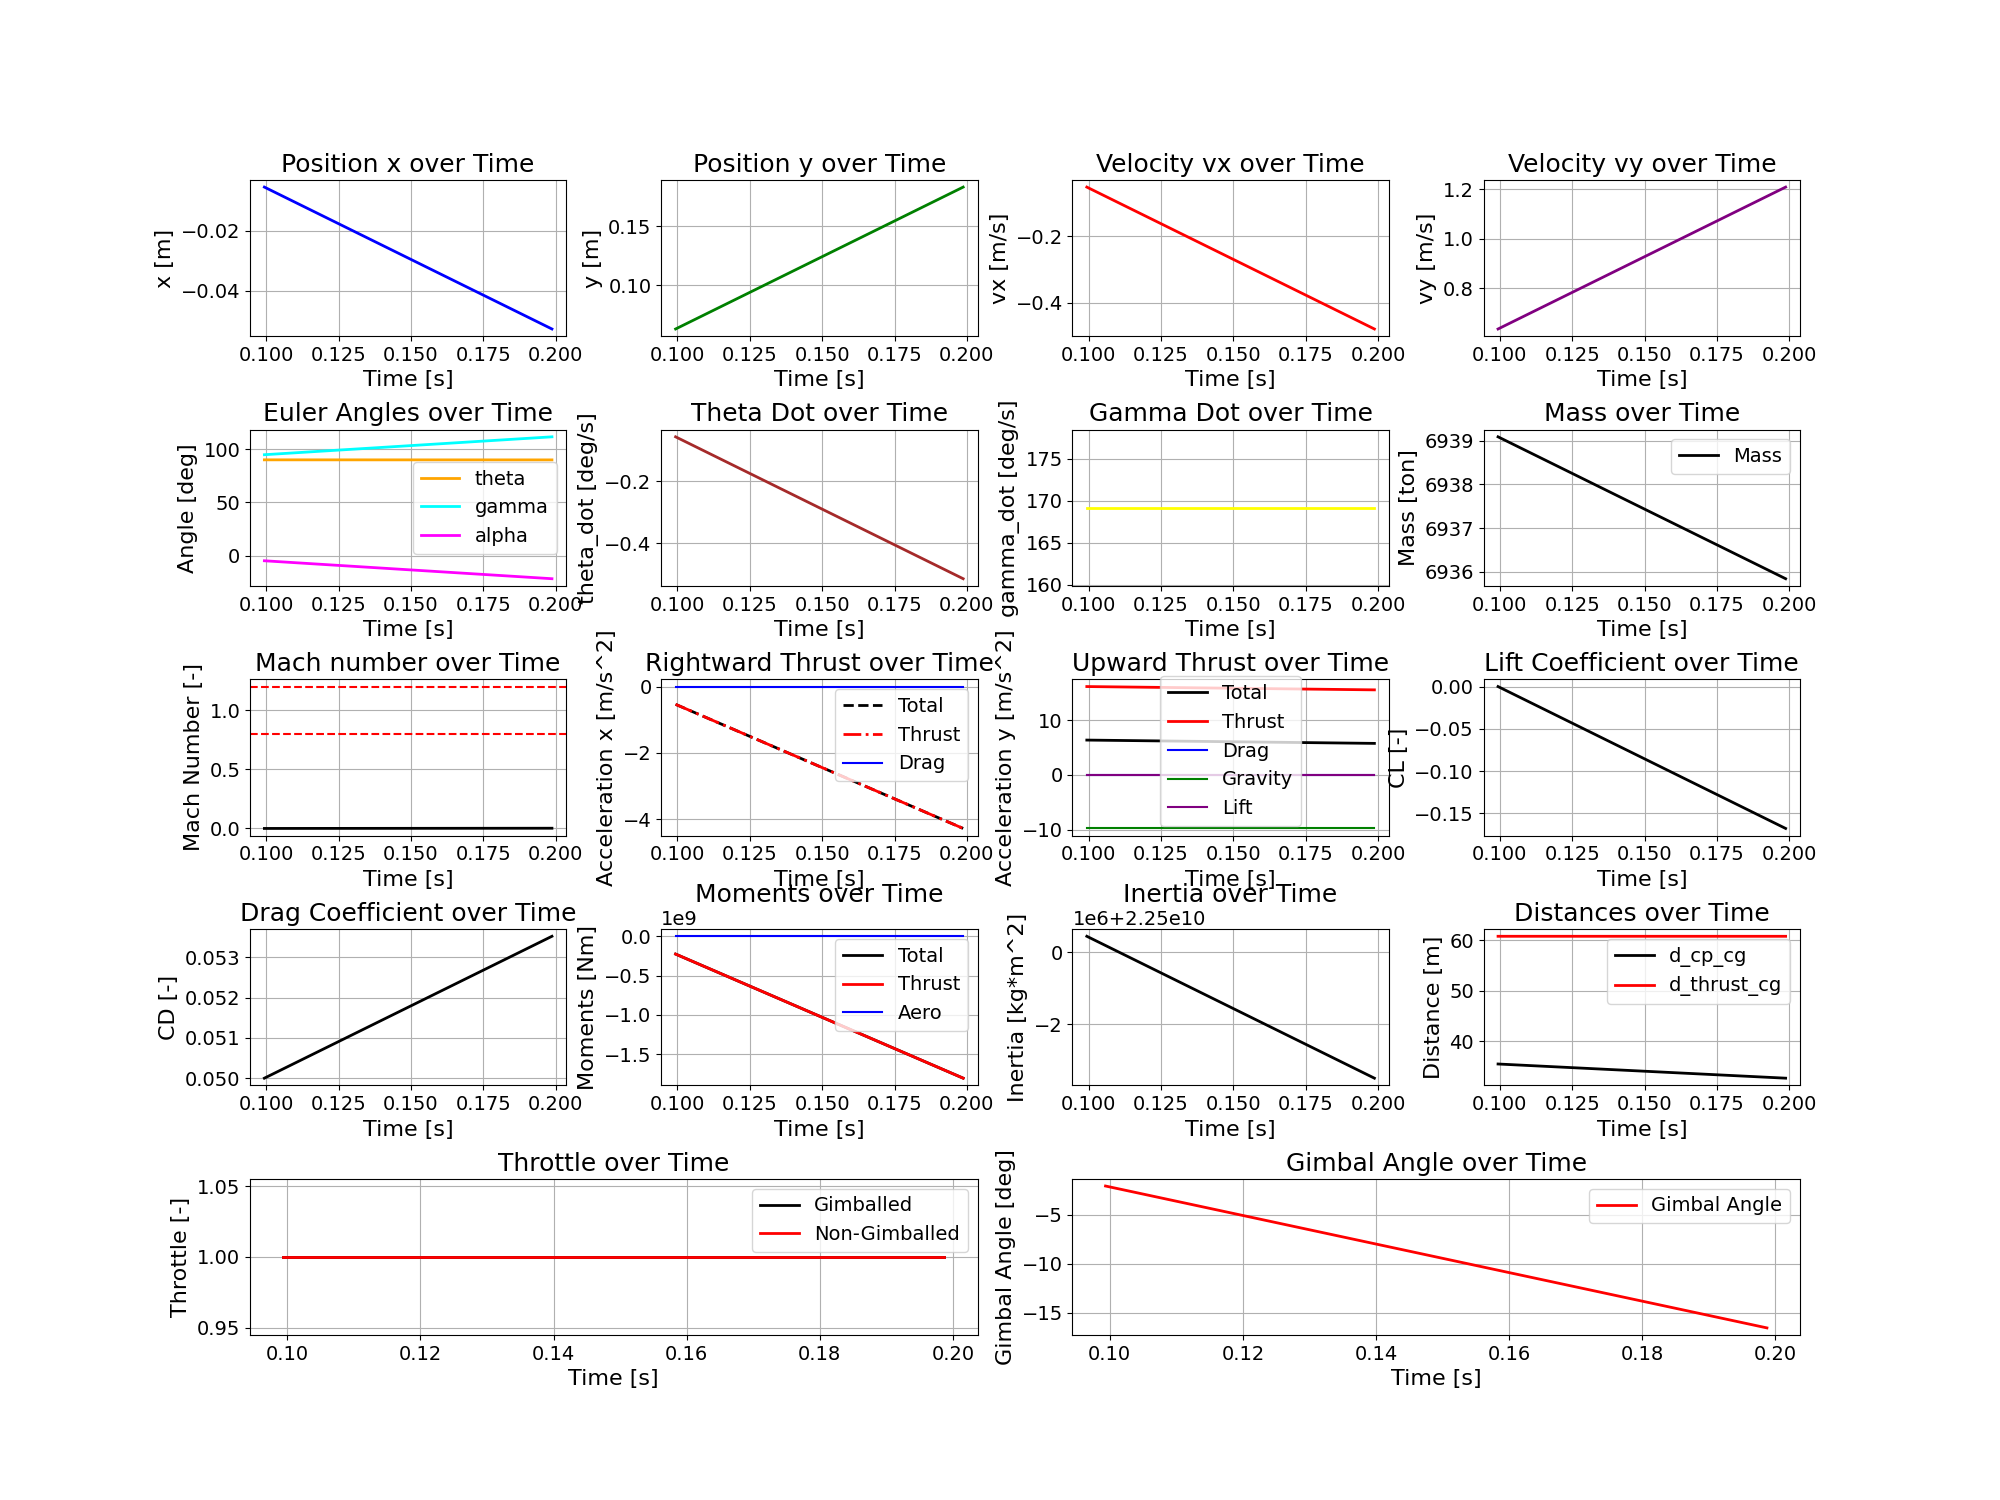 Position x over Time
x [m]
−0.02
−0.04
0.100 0.125 0.150 0.175 0.200
Time [s]
Position y over Time
y [m]
0.15
0.10
0.100 0.125 0.150 0.175 0.200
Time [s]
Velocity vx over Time
vx [m/s]
−0.2
−0.4
0.100 0.125 0.150 0.175 0.200
Time [s]
Velocity vy over Time
vy [m/s]
1.2
1.0
0.8
0.100 0.125 0.150 0.175 0.200
Time [s]
Euler Angles over Time
Angle [deg]
100
50
0
theta
gamma
alpha
0.100 0.125 0.150 0.175 0.200
Time [s]
Theta Dot over Time
theta_dot [deg/s]
−0.2
−0.4
0.100 0.125 0.150 0.175 0.200
Time [s]
Gamma Dot over Time
gamma_dot [deg/s]
175
170
165
160
0.100 0.125 0.150 0.175 0.200
Time [s]
Mass over Time
Mass [ton]
6939
6938
6937
6936
Mass
0.100 0.125 0.150 0.175 0.200
Time [s]
Mach number over Time
Mach Number [-]
1.0
0.5
0.0
0.100 0.125 0.150 0.175 0.200
Time [s]
Rightward Thrust over Time
Acceleration x [m/s^2]
0
−2
−4
Total
Thrust
Drag
0.100 0.125 0.150 0.175 0.200
Time [s]
Upward Thrust over Time
Acceleration y [m/s^2]
10
0
−10
Total
Thrust
Drag
Gravity
Lift
0.100 0.125 0.150 0.175 0.200
Time [s]
Lift Coefficient over Time
CL [-]
0.00
−0.05
−0.10
−0.15
0.100 0.125 0.150 0.175 0.200
Time [s]
Drag Coefficient over Time
CD [-]
0.053
0.052
0.051
0.050
0.100 0.125 0.150 0.175 0.200
Time [s]
Moments over Time
1e9
Moments [Nm]
0.0
−0.5
−1.0
−1.5
Total
Thrust
Aero
0.100 0.125 0.150 0.175 0.200
Time [s]
Inertia over Time
1e6+2.25e10
Inertia [kg*m^2]
0
−2
0.100 0.125 0.150 0.175 0.200
Time [s]
Distances over Time
Distance [m]
60
50
40
d_cp_cg
d_thrust_cg
0.100 0.125 0.150 0.175 0.200
Time [s]
Throttle over Time
Throttle [-]
1.05
1.00
0.95
Gimballed
Non-Gimballed
0.10 0.12 0.14 0.16 0.18 0.20
Time [s]
Gimbal Angle over Time
Gimbal Angle [deg]
−5
−10
−15
Gimbal Angle
0.10 0.12 0.14 0.16 0.18 0.20
Time [s]